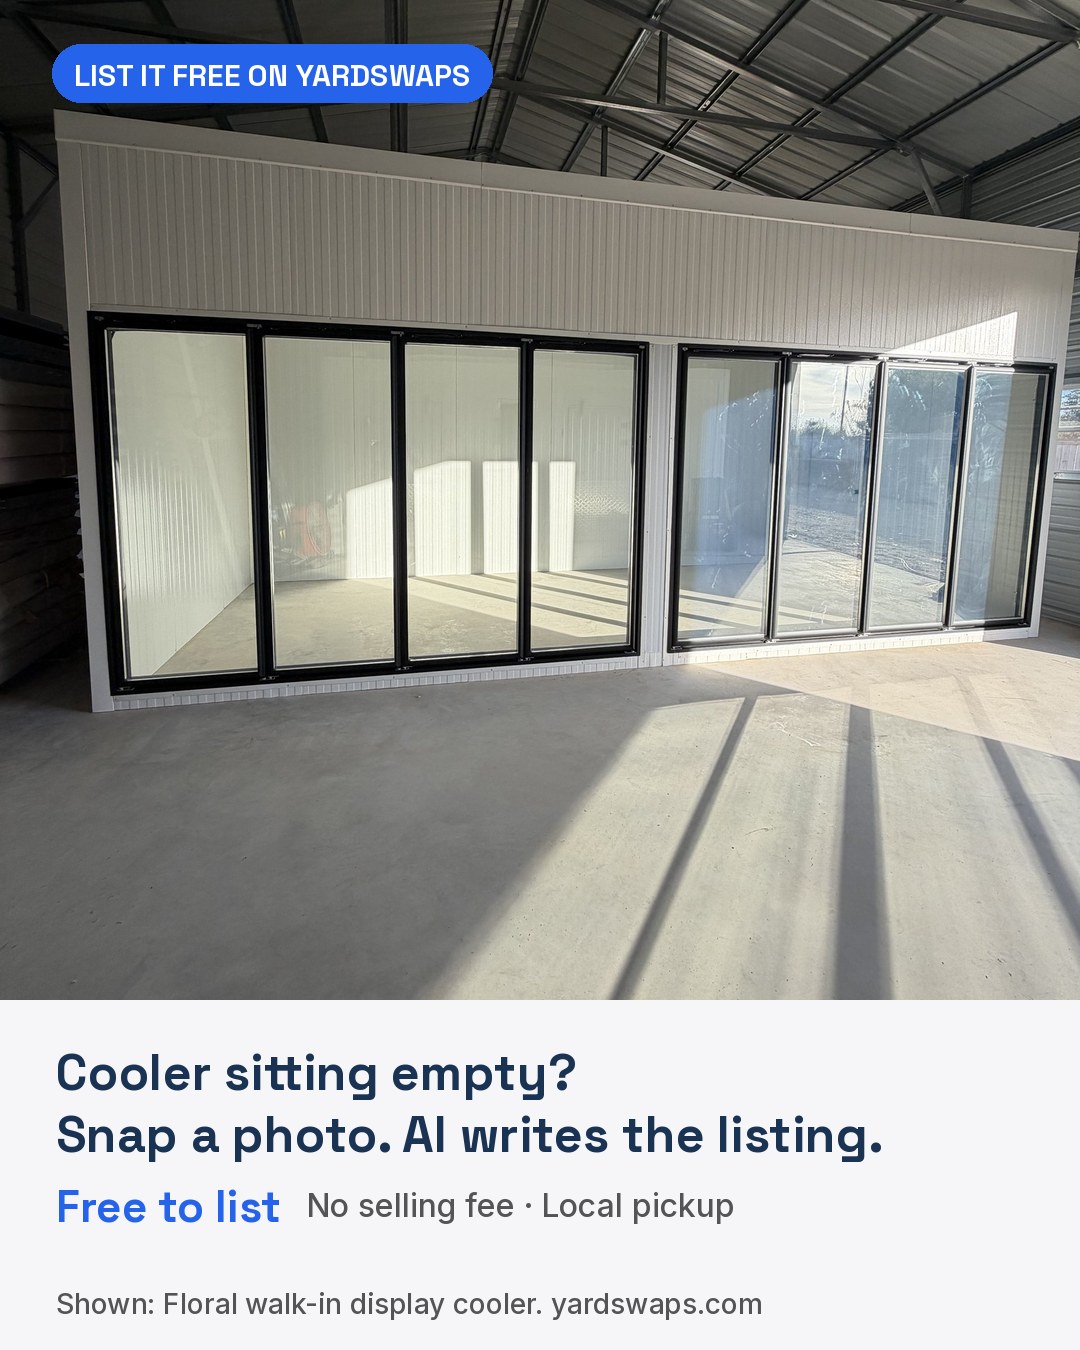 LIST IT FREE ON YARDSWAPS
Cooler sitting empty?
Snap a photo. AI writes the listing.
Free to list No selling fee · Local pickup
Shown: Floral walk-in display cooler. yardswaps.com